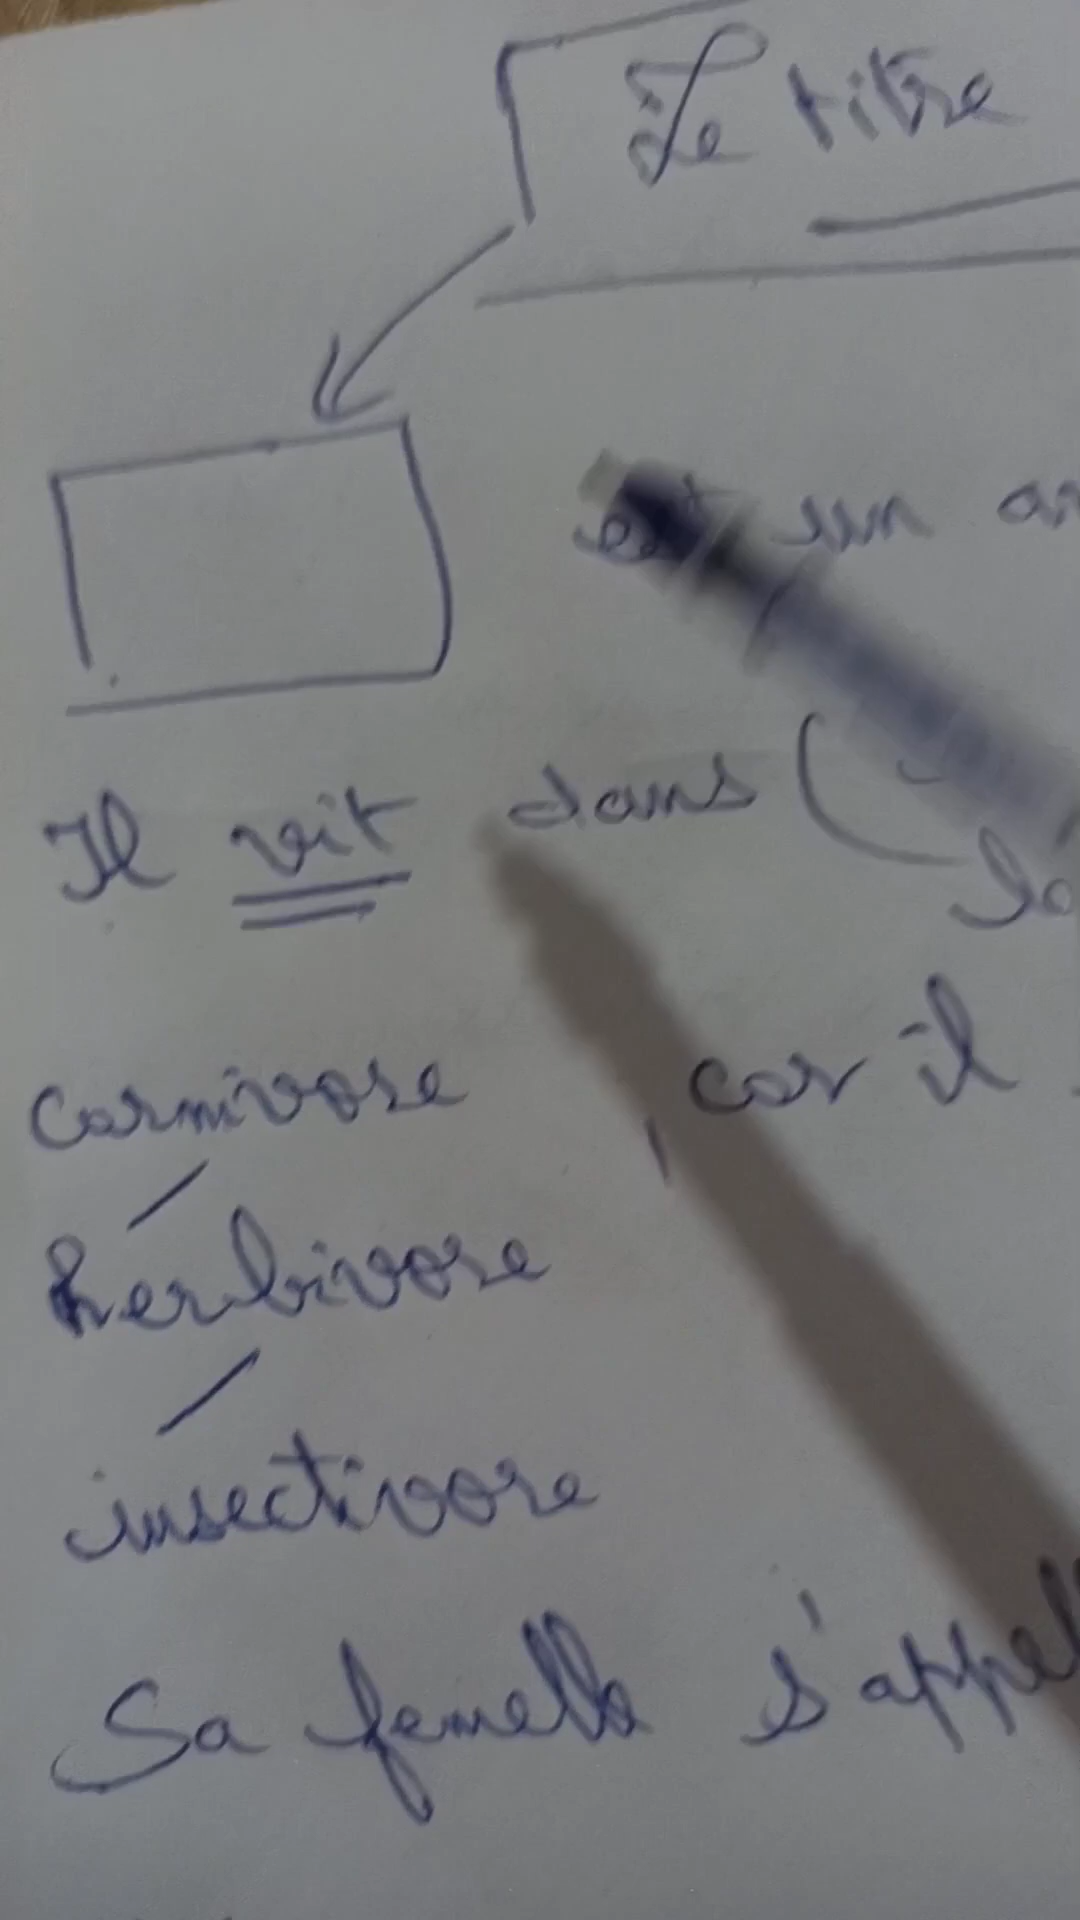 Le titre
est un
Il vit dans (
carnivore , car il
/
herbivore
/
insectivore
Sa femelle s'appel